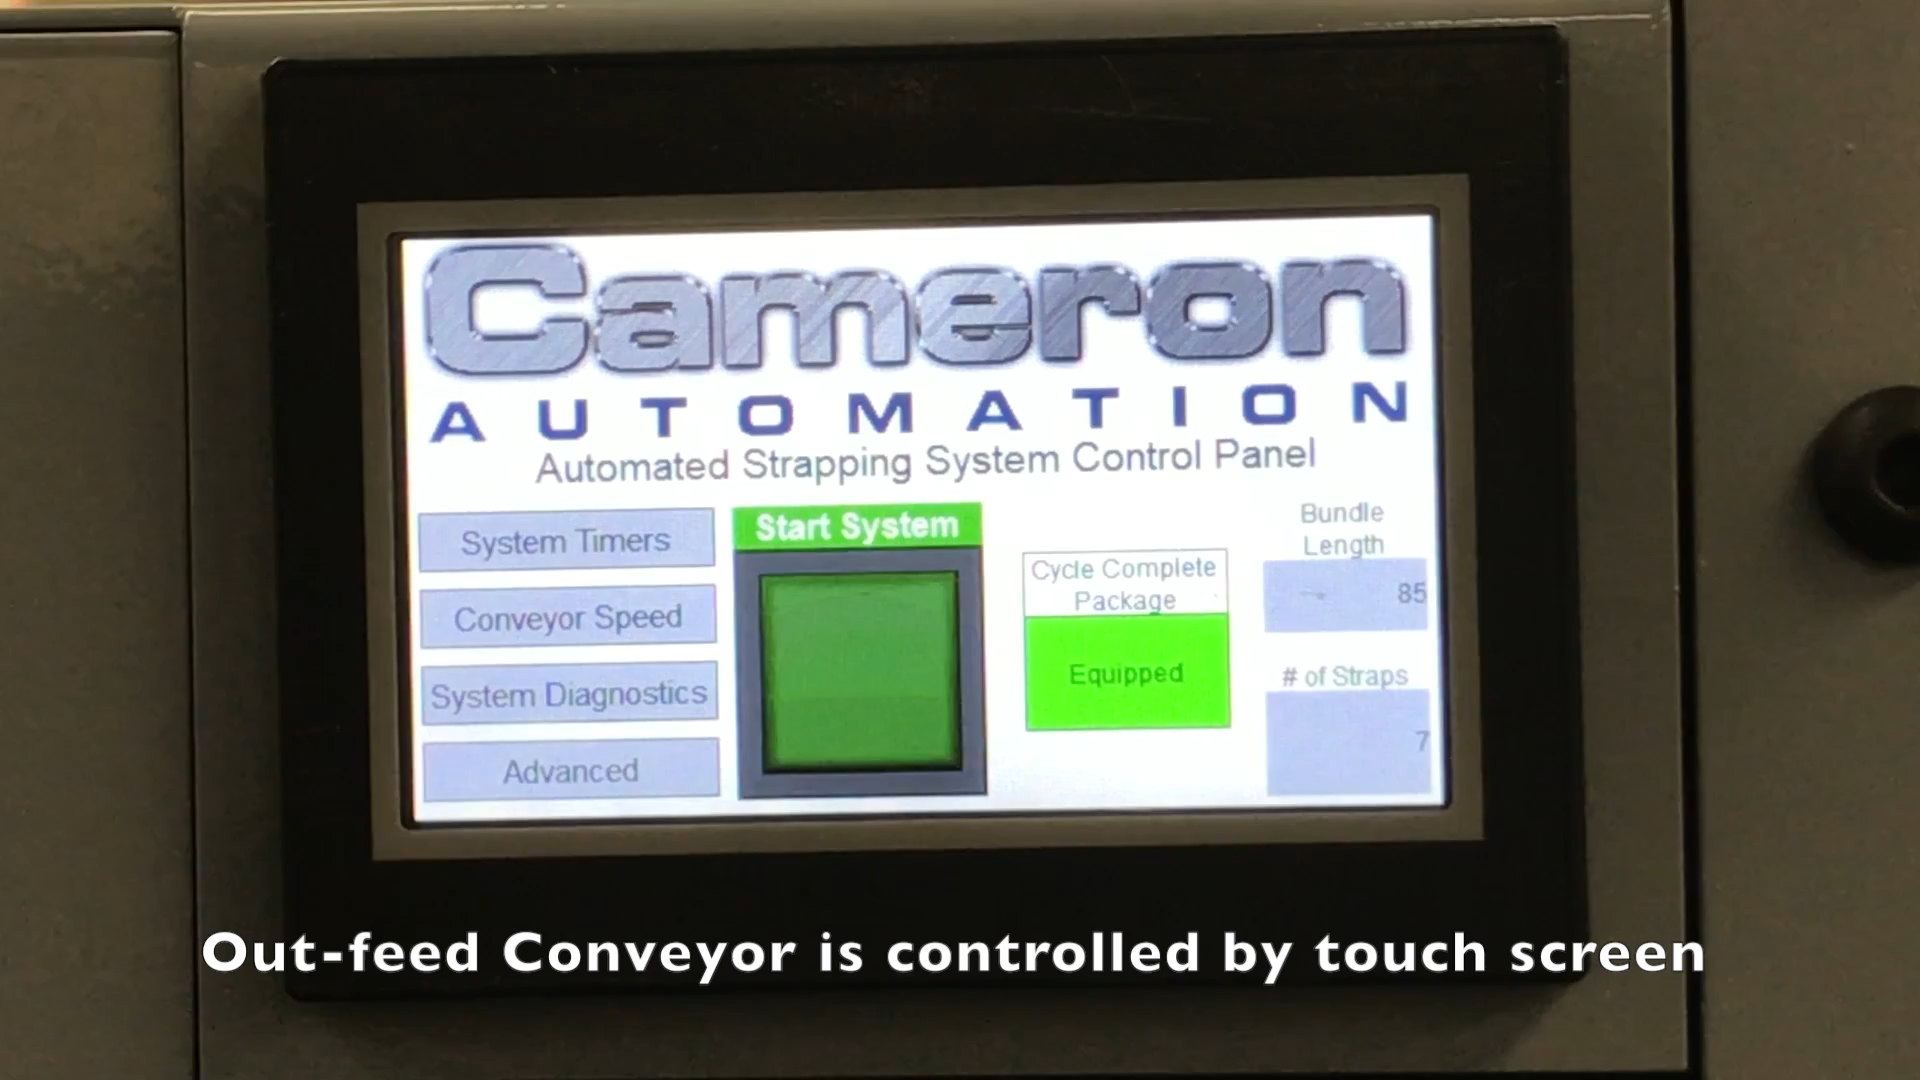 Cameron
AUTOMATION
Automated Strapping System Control Panel
System Timers
Conveyor Speed
System Diagnostics
Advanced
Start System
Cycle Complete
Package
Equipped
Bundle
Length
85
# of Straps
7
Out-feed Conveyor is controlled by touch screen